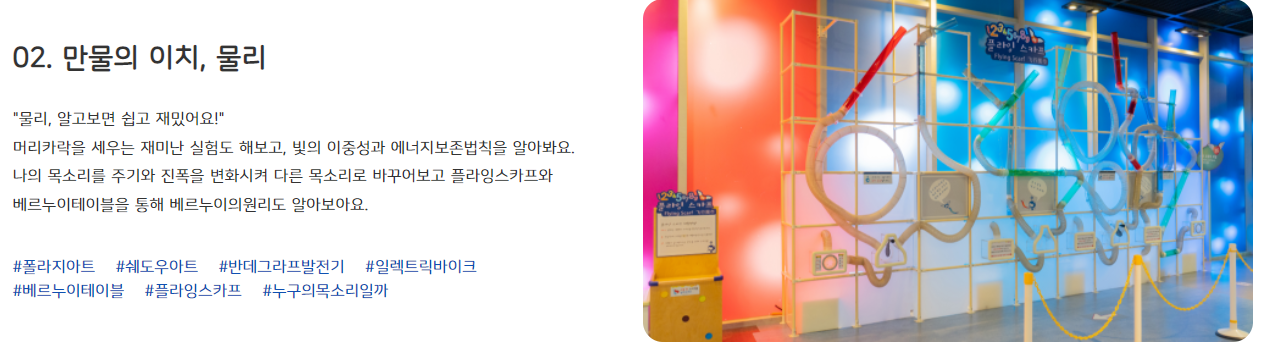 02. 만물의 이치, 물리
"물리, 알고보면 쉽고 재밌어요!"
머리카락을 세우는 재미난 실험도 해보고, 빛의 이중성과 에너지보존법칙을 알아봐요.
나의 목소리를 주기와 진폭을 변화시켜 다른 목소리로 바꾸어보고 플라잉스카프와
베르누이테이블을 통해 베르누이의원리도 알아보아요.
#폴라지아트 #쉐도우아트 #반데그라프발전기 #일렉트릭바이크
#베르누이테이블 #플라잉스카프 #누구의목소리일까
플라잉 스카프
Flying Scarf
플라잉 스카프
Flying Scarf